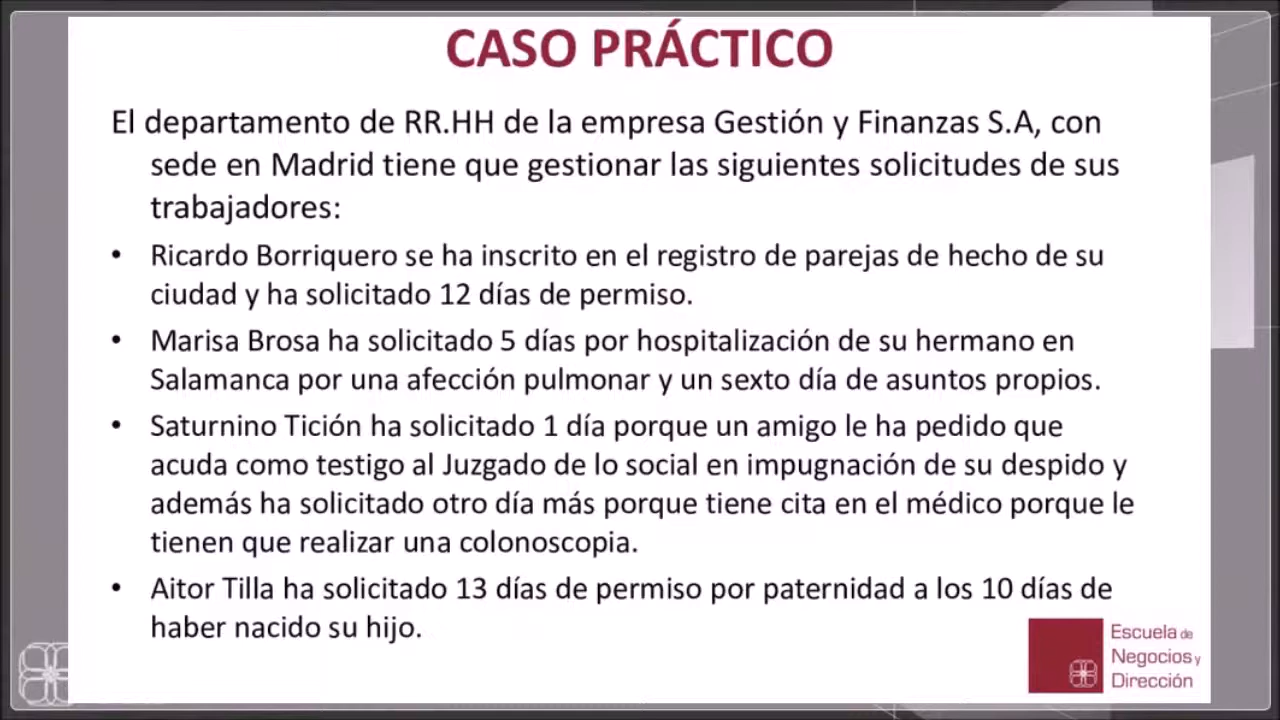 CASO PRÁCTICO
El departamento de RR.HH de la empresa Gestión y Finanzas S.A, con
sede en Madrid tiene que gestionar las siguientes solicitudes de sus
trabajadores:
• Ricardo Borriquero se ha inscrito en el registro de parejas de hecho de su
ciudad y ha solicitado 12 días de permiso.
• Marisa Brosa ha solicitado 5 días por hospitalización de su hermano en
Salamanca por una afección pulmonar y un sexto día de asuntos propios.
• Saturnino Tición ha solicitado 1 día porque un amigo le ha pedido que
acuda como testigo al Juzgado de lo social en impugnación de su despido y
además ha solicitado otro día más porque tiene cita en el médico porque le
tienen que realizar una colonoscopia.
• Aitor Tilla ha solicitado 13 días de permiso por paternidad a los 10 días de
haber nacido su hijo.
Escuela de
Negocios y
Dirección